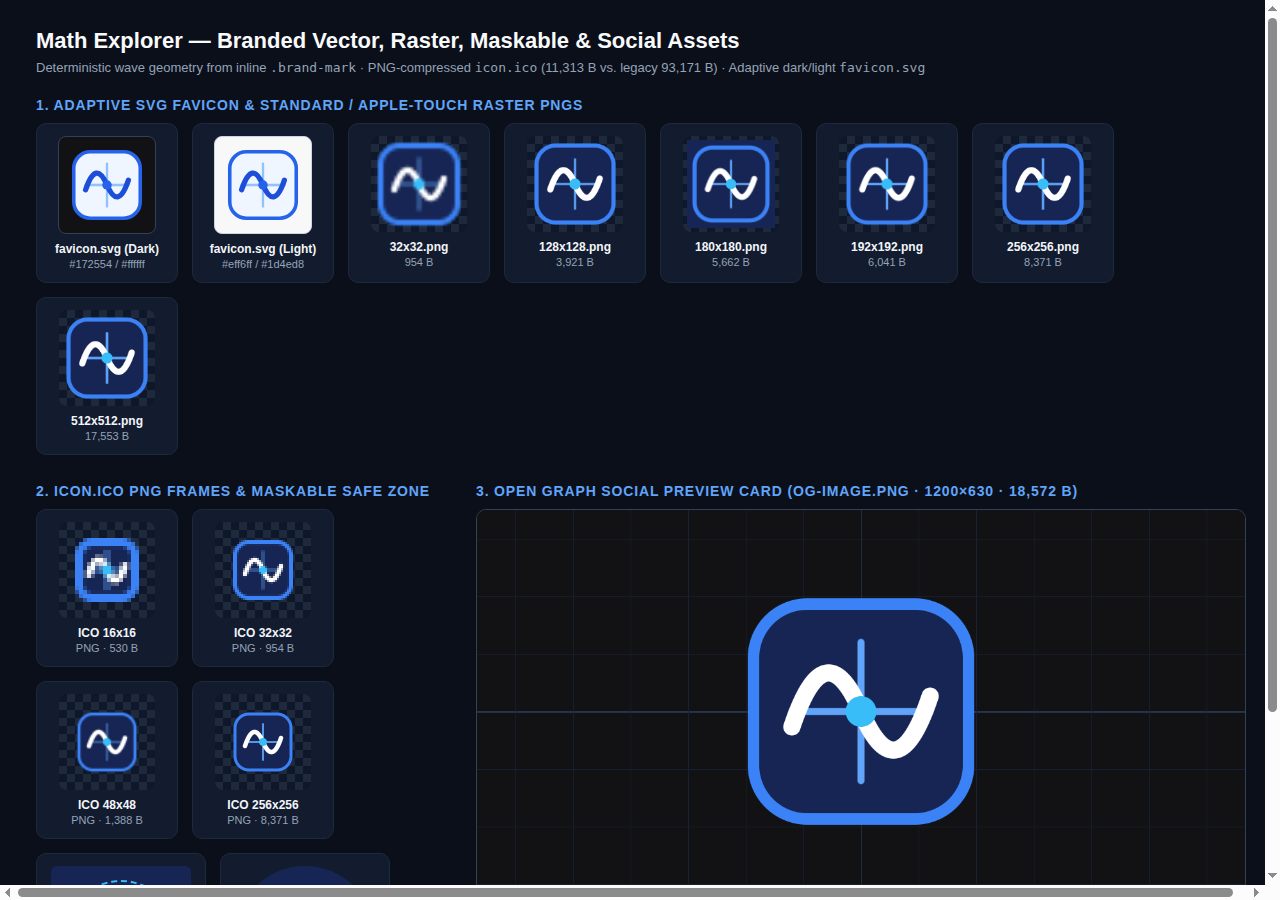 Math Explorer — Branded Vector, Raster, Maskable & Social Assets
Deterministic wave geometry from inline .brand-mark · PNG-compressed icon.ico (11,313 B vs. legacy 93,171 B) · Adaptive dark/light favicon.svg
1. ADAPTIVE SVG FAVICON & STANDARD / APPLE-TOUCH RASTER PNGS
favicon.svg (Dark)
#172554 / #ffffff
favicon.svg (Light)
#eff6ff / #1d4ed8
32x32.png
954 B
128x128.png
3,921 B
180x180.png
5,662 B
192x192.png
6,041 B
256x256.png
8,371 B
512x512.png
17,553 B
2. ICON.ICO PNG FRAMES & MASKABLE SAFE ZONE
ICO 16x16
PNG · 530 B
ICO 32x32
PNG · 954 B
ICO 48x48
PNG · 1,388 B
ICO 256x256
PNG · 8,371 B
3. OPEN GRAPH SOCIAL PREVIEW CARD (OG-IMAGE.PNG · 1200×630 · 18,572 B)